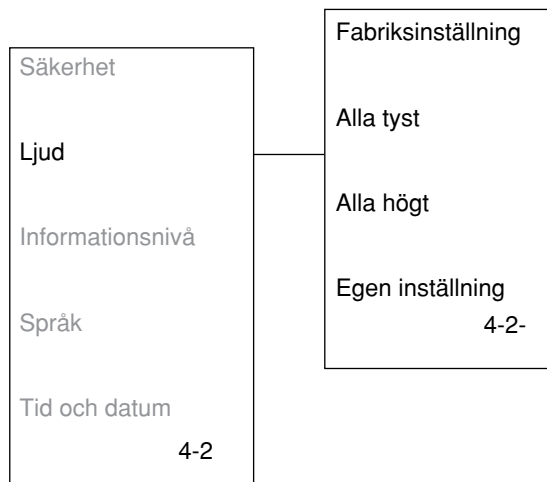 Säkerhet
Ljud
Informationsnivå
Språk
Tid och datum
4-2
Fabriksinställning
Alla tyst
Alla högt
Egen inställning
4-2-